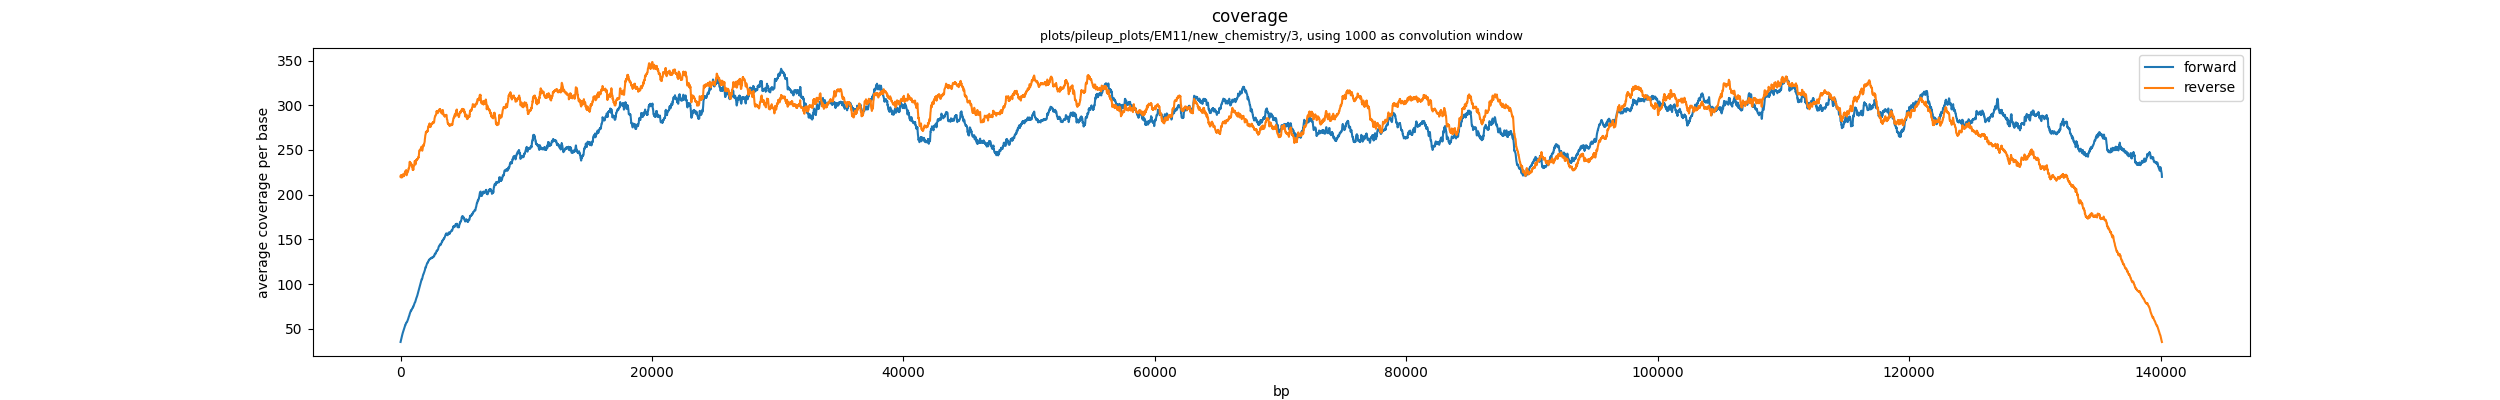 coverage
plots/pileup_plots/EM11/new_chemistry/3, using 1000 as convolution window
average coverage per base
350
300
250
200
150
100
50
forward
reverse
0 20000 40000 60000 80000 100000 120000 140000
bp